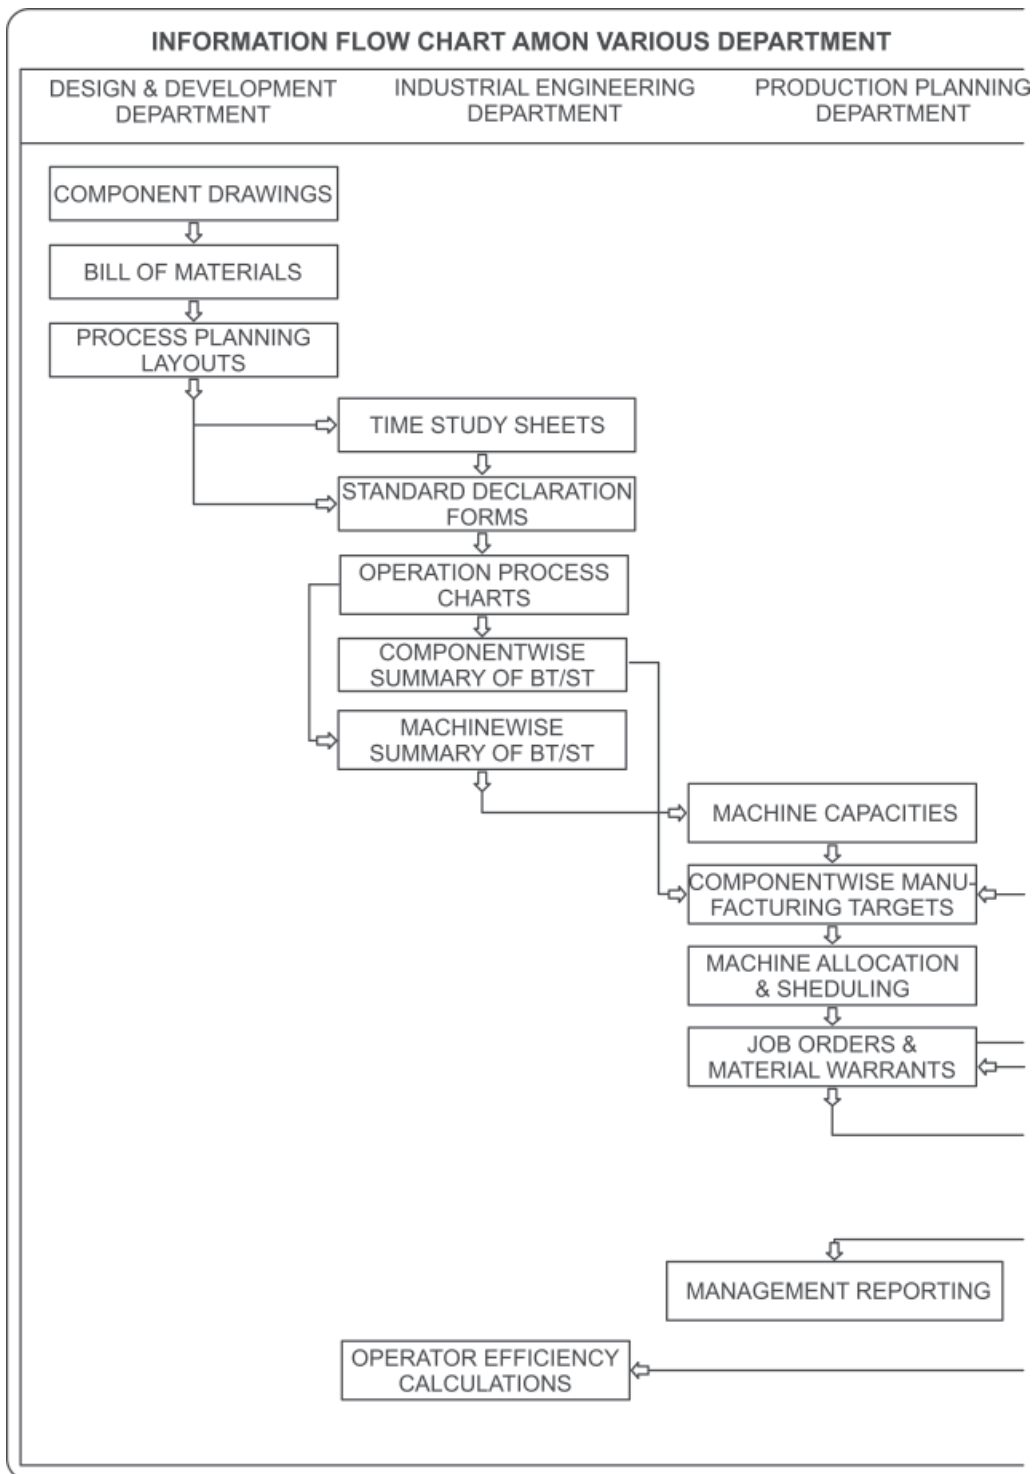 INFORMATION FLOW CHART AMON VARIOUS DEPARTMENT
DESIGN & DEVELOPMENT
DEPARTMENT
INDUSTRIAL ENGINEERING
DEPARTMENT
PRODUCTION PLANNING
DEPARTMENT
COMPONENT DRAWINGS
BILL OF MATERIALS
PROCESS PLANNING
LAYOUTS
TIME STUDY SHEETS
STANDARD DECLARATION
FORMS
OPERATION PROCESS
CHARTS
COMPONENTWISE
SUMMARY OF BT/ST
MACHINEWISE
SUMMARY OF BT/ST
MACHINE CAPACITIES
COMPONENTWISE MANU-
FACTURING TARGETS
MACHINE ALLOCATION
& SHEDULING
JOB ORDERS &
MATERIAL WARRANTS
MANAGEMENT REPORTING
OPERATOR EFFICIENCY
CALCULATIONS